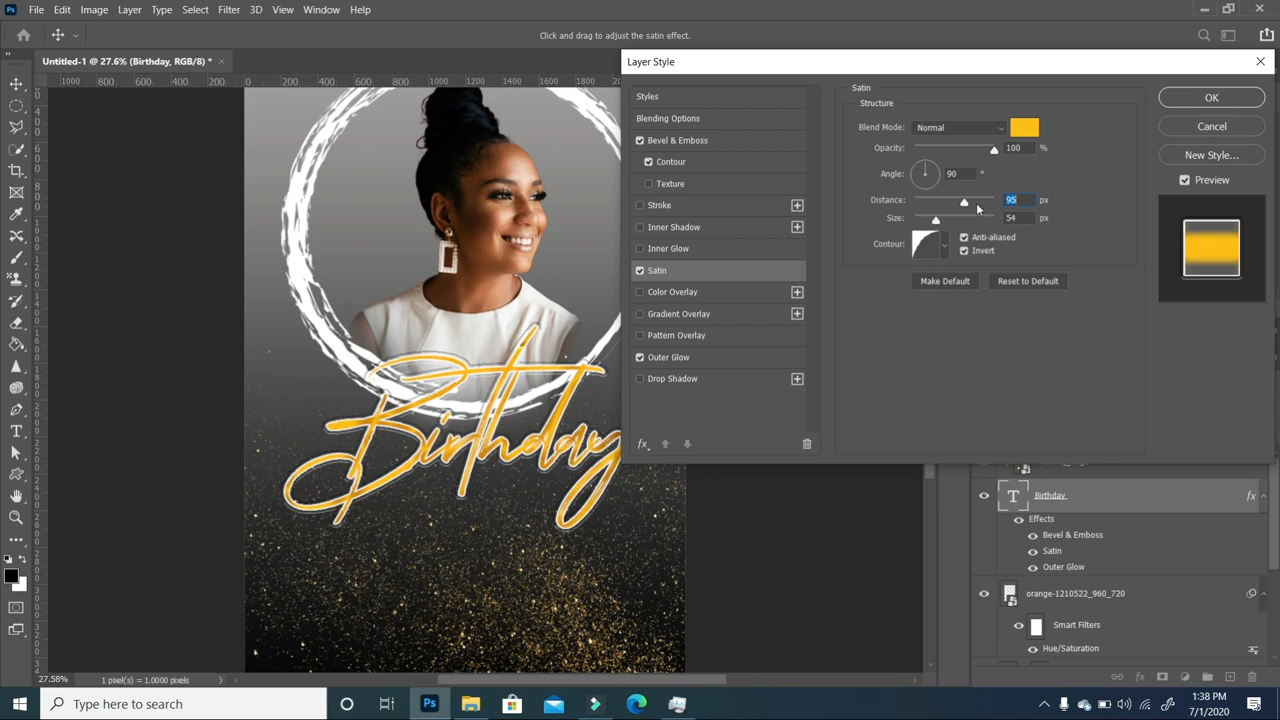 Ps File Edit Image Layer Type Select Filter 3D View Window Help
Click and drag to adjust the satin effect.
Untitled-1 @ 27.6% (Birthday, RGB/8) *
Layer Style
1000 800. 600. 400. 200. 0 200 400 600 800 1000 1200 1400 1600 1800
Styles
Blending Options
Bevel & Emboss
Contour
Texture
Stroke
Inner Shadow
Inner Glow
Satin
Color Overlay
Gradient Overlay
Pattern Overlay
Outer Glow
Drop Shadow
fx
Satin
Structure
Blend Mode: Normal
Opacity: 100 %
Angle: 90 °
Distance: 95 px
Size: 54 px
Contour: Anti-aliased
Invert
Make Default Reset to Default
OK
Cancel
New Style...
Preview
Birthday
T Birthday fx
Effects
Bevel & Emboss
Satin
Outer Glow
orange-1210522_960_720
Smart Filters
Hue/Saturation
27.58% 1 pixel(s) = 1.0000 pixels
Type here to search
Ps
1:38 PM
7/1/2020